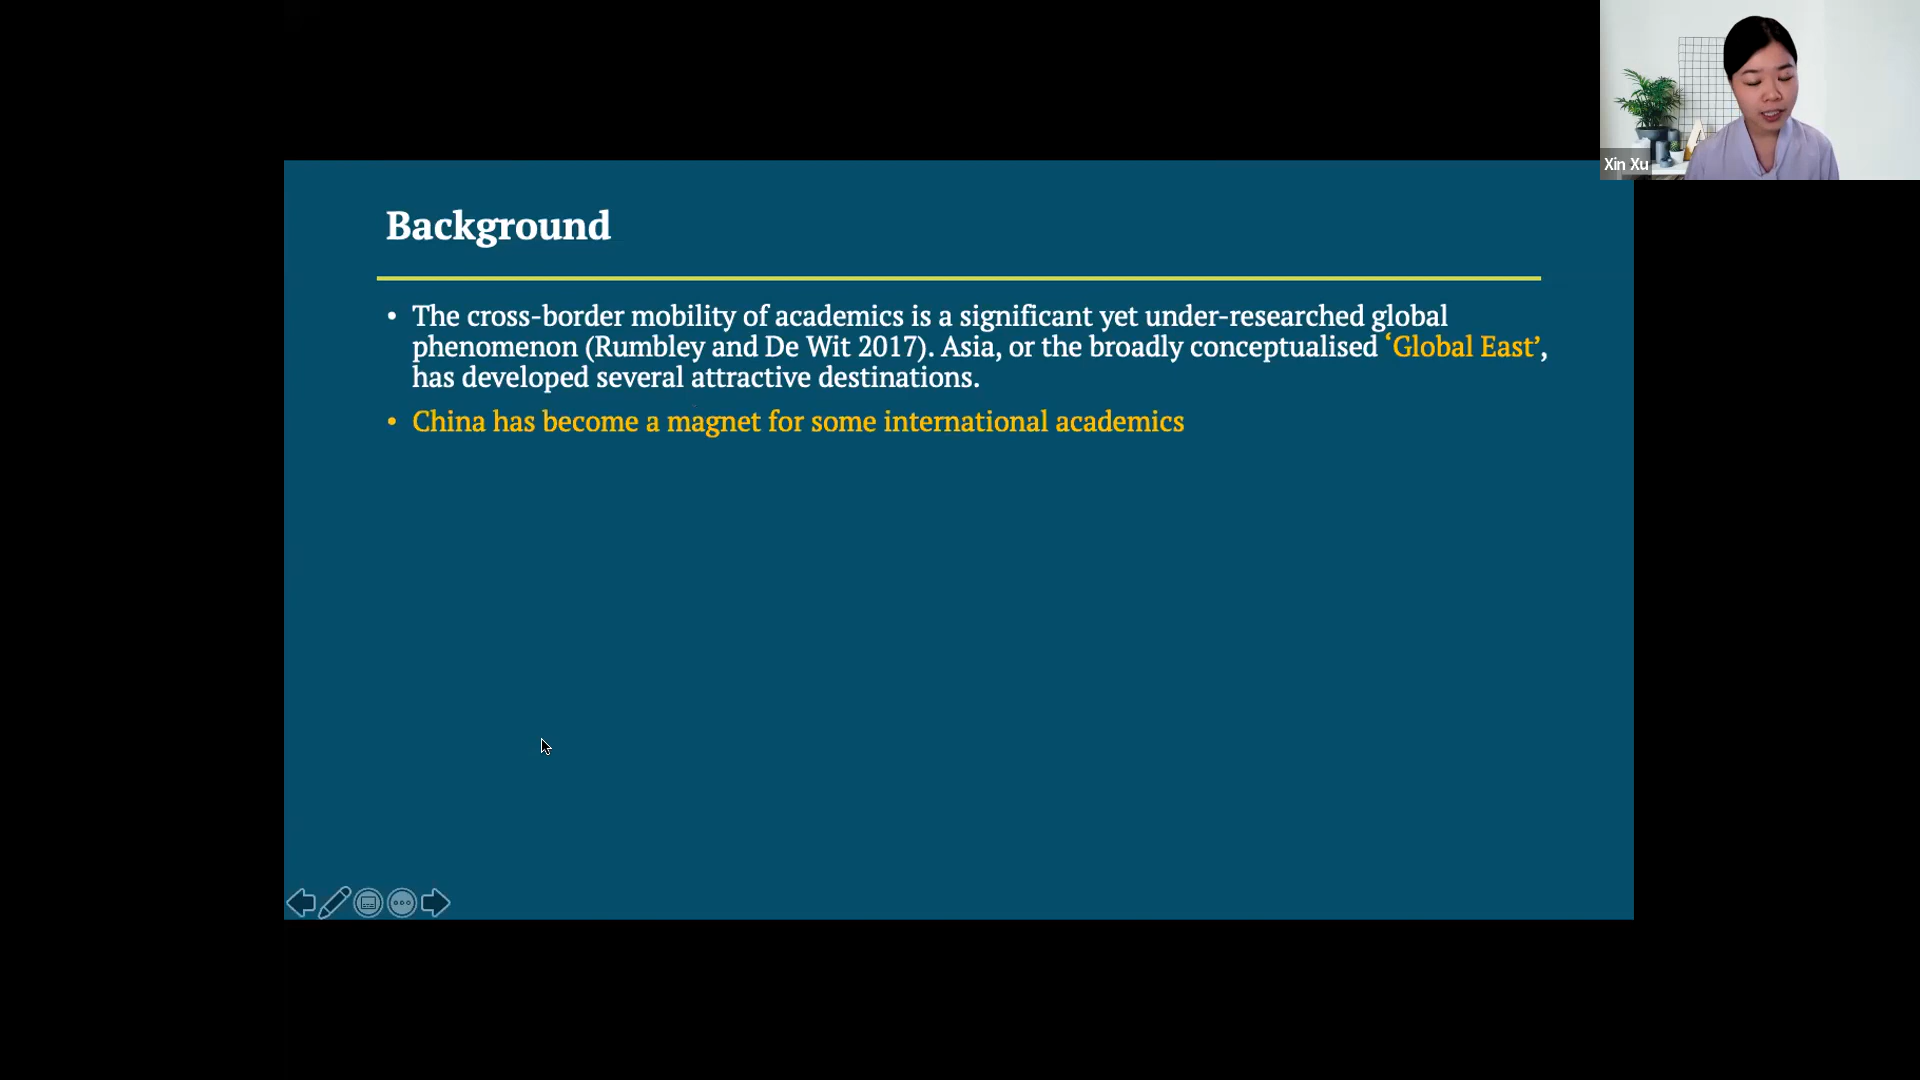 Xin Xu
Background
• The cross-border mobility of academics is a significant yet under-researched global
phenomenon (Rumbley and De Wit 2017). Asia, or the broadly conceptualised ‘Global East’,
has developed several attractive destinations.
• China has become a magnet for some international academics